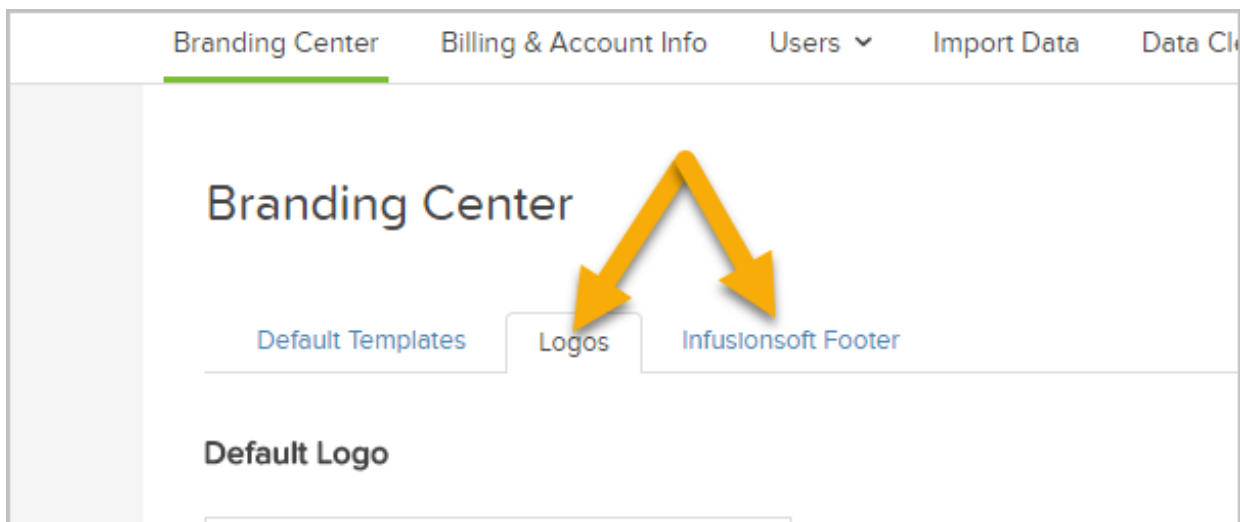 Branding Center Billing & Account Info Users Import Data
Branding Center
Default Templates Logos Infusionsoft Footer
Default Logo